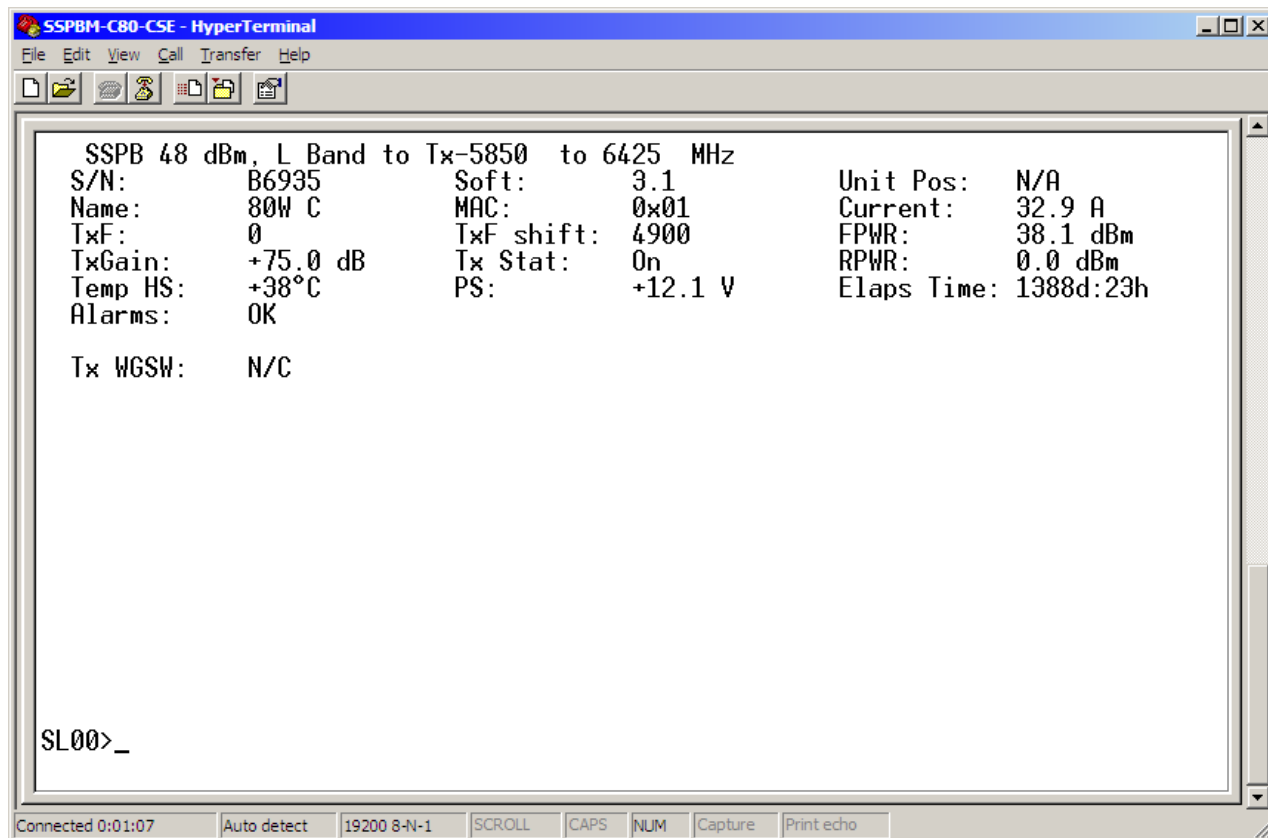 SSPBM-C80-CSE - HyperTerminal
File Edit View Call Transfer Help
SSPB 48 dBm, L Band to Tx-5850 to 6425 MHz
S/N: B6935 Soft: 3.1 Unit Pos: N/A
Name: 80W C MAC: 0x01 Current: 32.9 A
TxF: 0 TxF shift: 4900 FPWR: 38.1 dBm
TxGain: +75.0 dB Tx Stat: On RPWR: 0.0 dBm
Temp HS: +38°C PS: +12.1 V Elaps Time: 1388d:23h
Alarms: OK
Tx WGSW: N/C
SL00>_
Connected 0:01:07 Auto detect 19200 8-N-1 SCROLL CAPS NUM Capture Print echo